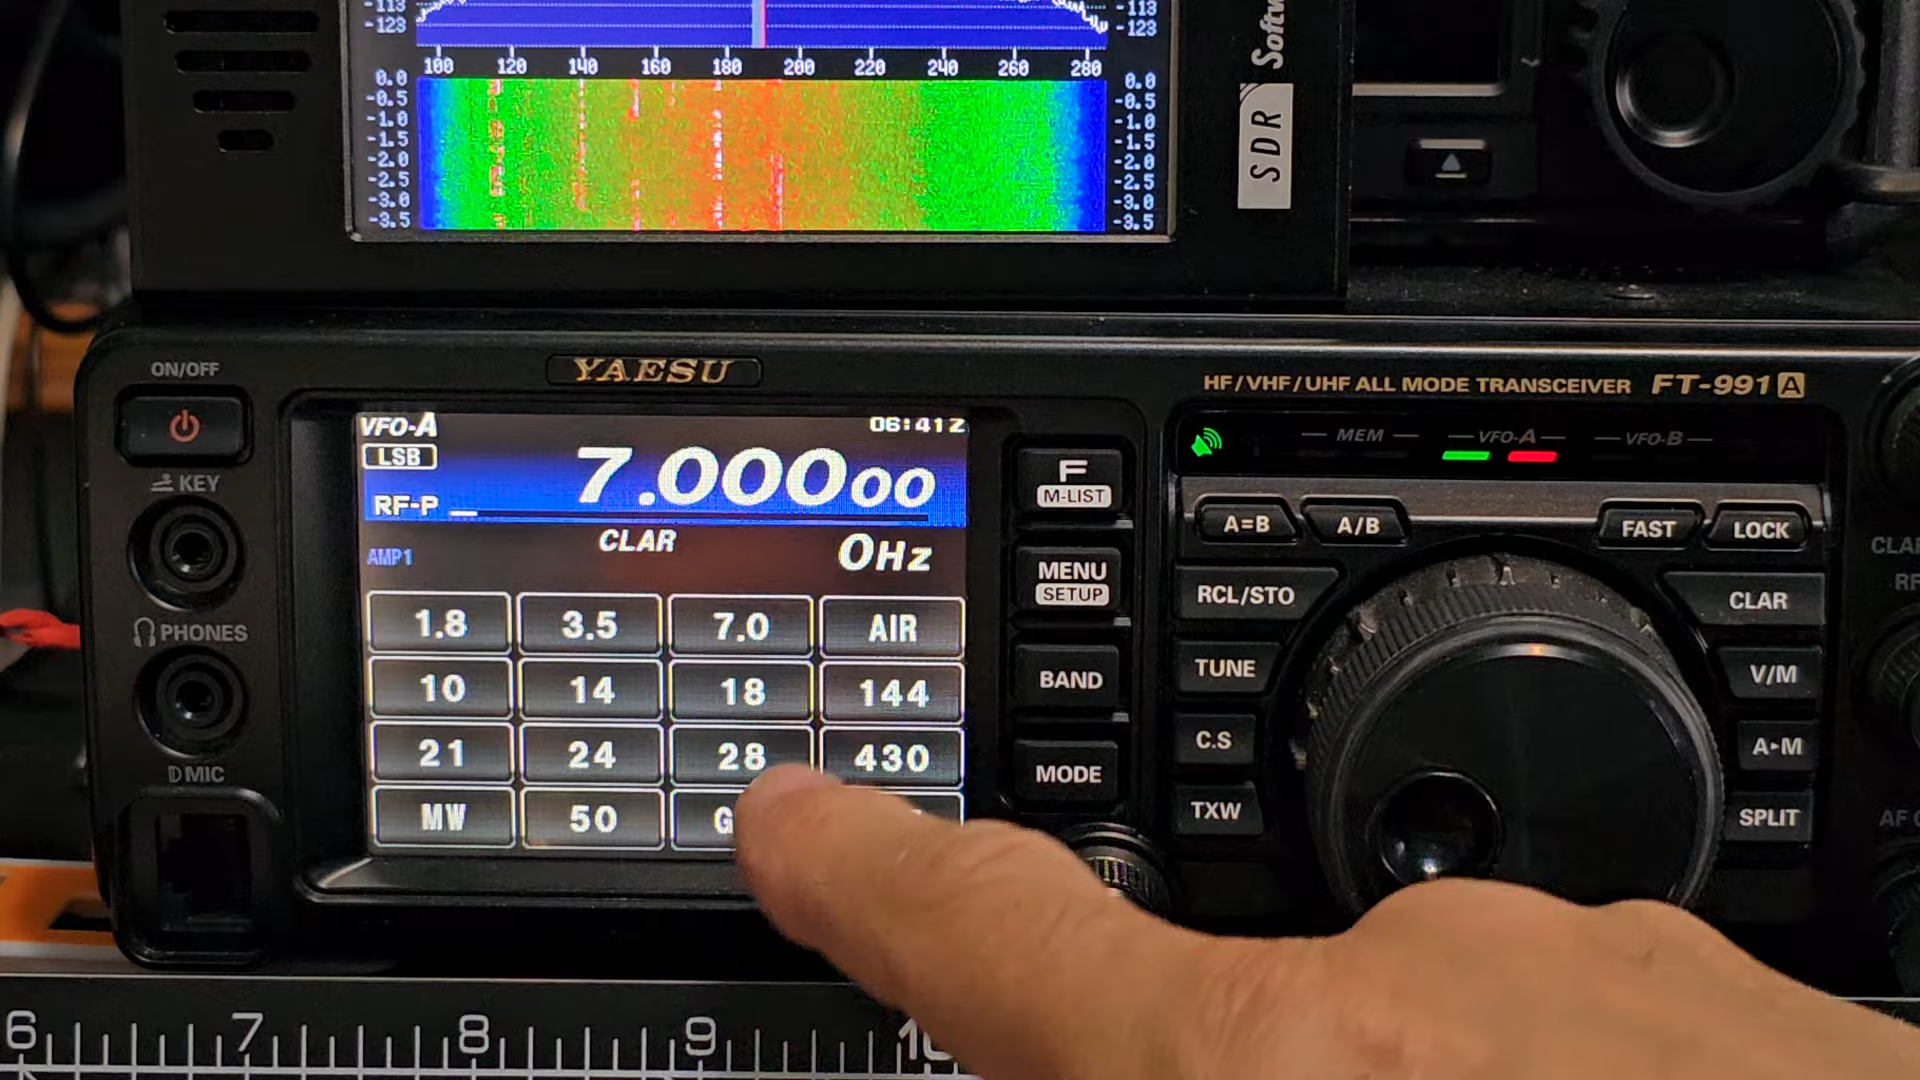 -113
-123
-113
-123
100 120 140 160 180 200 220 240 260 280
0.0
-0.5
-1.0
-1.5
-2.0
-2.5
-3.0
-3.5
0.0
-0.5
-1.0
-1.5
-2.0
-2.5
-3.0
-3.5
SDR
YAESU
HF/VHF/UHF ALL MODE TRANSCEIVER FT-991A
ON/OFF
KEY
PHONES
MIC
VFO-A 06:41Z
LSB
7.00000
RF-P
CLAR 0Hz
AMP1
1.8 3.5 7.0 AIR
10 14 18 144
21 24 28 430
MW 50 G
F
M-LIST
MENU
SETUP
BAND
MODE
MEM VFO-A VFO-B
A=B A/B FAST LOCK
RCL/STO
TUNE
C.S
TXW
CLAR
V/M
A▸M
SPLIT
6 7 8 9 10